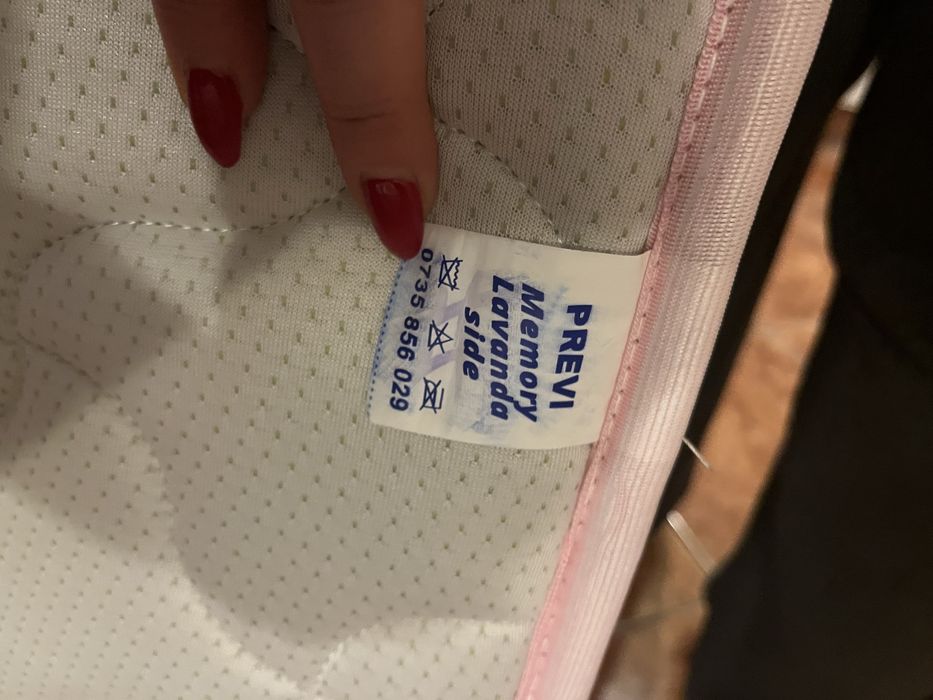 PREVI
Memory
Lavanda
side
0735 856 029